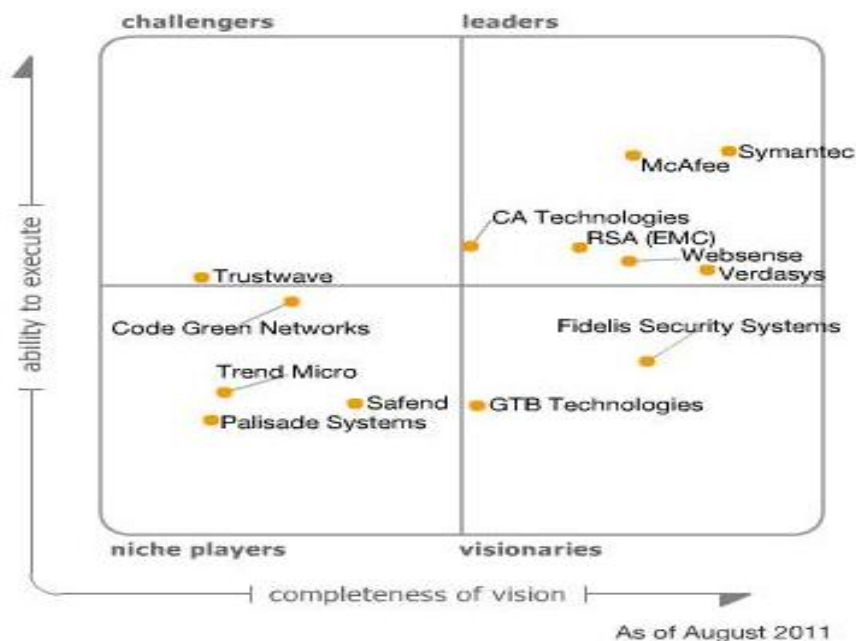 challengers
leaders
Symantec
McAfee
CA Technologies
RSA (EMC)
Websense
Verdasys
Trustwave
Code Green Networks
Fidelis Security Systems
Trend Micro
Safend
GTB Technologies
Palisade Systems
ability to execute
niche players
visionaries
completeness of vision
As of August 2011